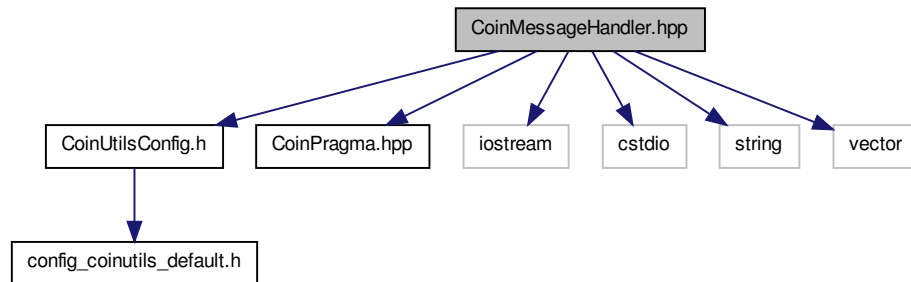 CoinMessageHandler.hpp
CoinUtilsConfig.h
CoinPragma.hpp
iostream
cstdio
string
vector
config_coinutils_default.h